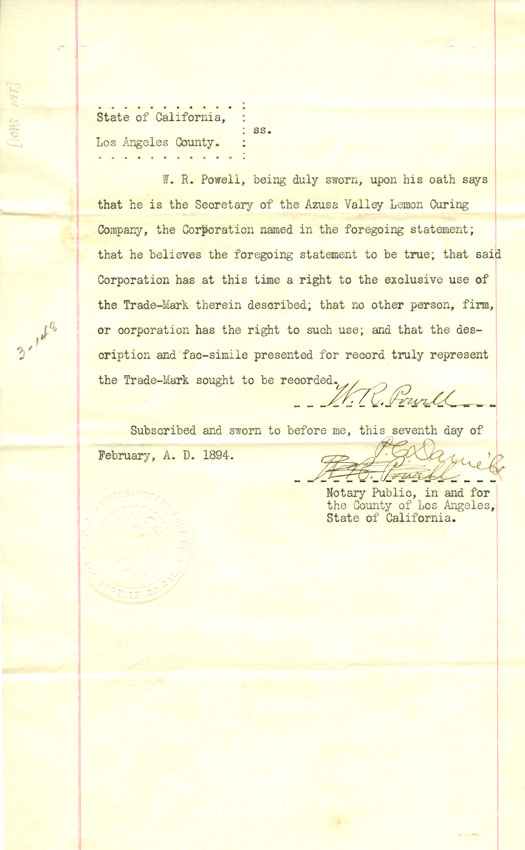 State of California,
ss.
Los Angeles County.
W. R. Powell, being duly sworn, upon his oath says
that he is the Secretary of the Azusa Valley Lemon Curing
Company, the Corporation named in the foregoing statement;
that he believes the foregoing statement to be true; that said
Corporation has at this time a right to the exclusive use of
the Trade-Mark therein described; that no other person, firm,
or corporation has the right to such use; and that the des-
cription and fac-simile presented for record truly represent
the Trade-Mark sought to be recorded.
W. R. Powell
Subscribed and sworn to before me, this seventh day of
February, A. D. 1894.
W. R. Powell
Notary Public, in and for
the County of Los Angeles,
State of California.
3-148